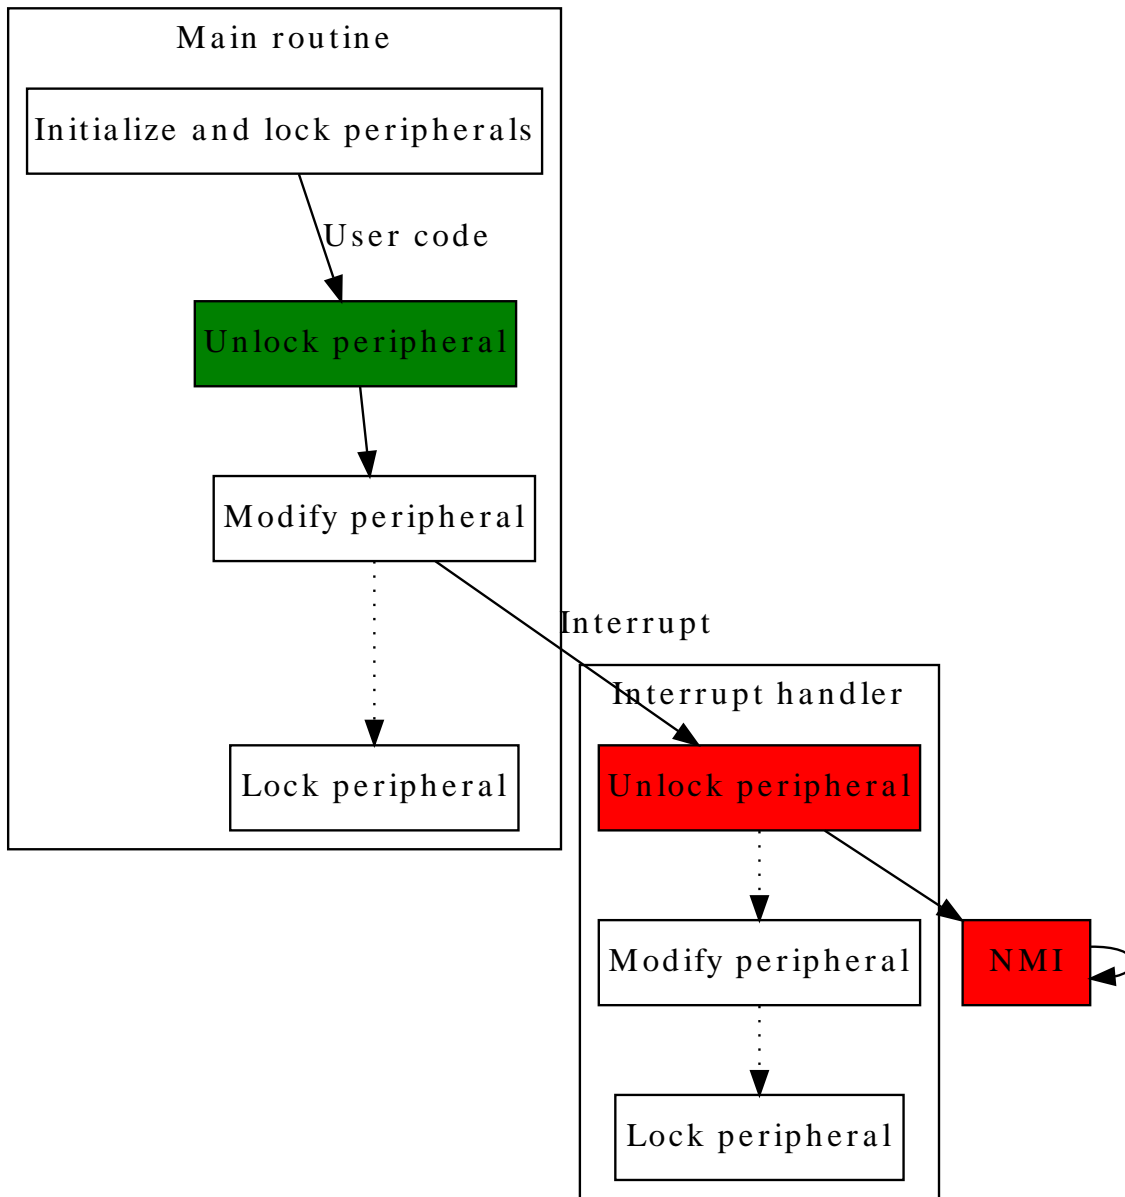 Main routine
Initialize and lock peripherals
User code
Unlock peripheral
Modify peripheral
Interrupt
Interrupt handler
Lock peripheral
Unlock peripheral
Modify peripheral
NMI
Lock peripheral